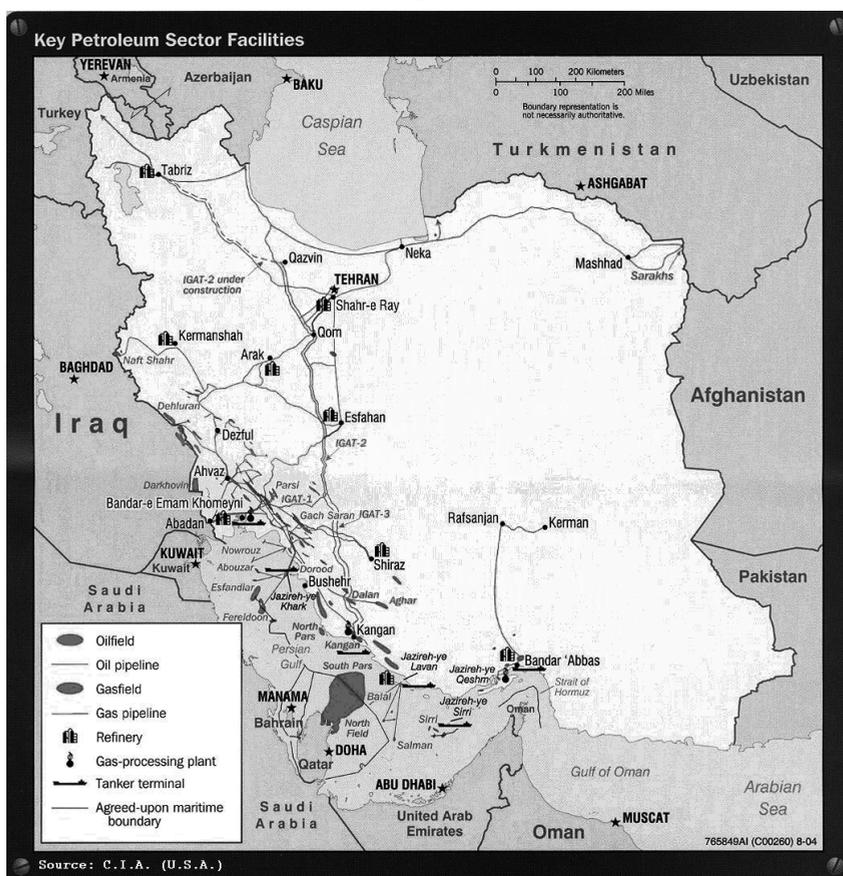 Key Petroleum Sector Facilities
YEREVAN
Armenia
Azerbaijan
BAKU
0 100 200 Kilometers
0 100 200 Miles
Boundary representation is
not necessarily authoritative.
Uzbekistan
Turkey
Caspian
Sea
Turkmenistan
ASHGABAT
Tabriz
Qazvin
Neka
Mashhad
Sarakhs
IGAT-2 under
construction
TEHRAN
Shahr-e Ray
Qom
Kermanshah
Arak
Naft Shahr
BAGHDAD
Iraq
Afghanistan
Dehluran
Dezful
Esfahan
IGAT-2
Ahvaz
Darkhovin
Parsi
IGAT-1
Bandar-e Emam Khomeyni
Gach Saran
IGAT-3
Abadan
Rafsanjan
Kerman
KUWAIT
Kuwait
Nowrouz
Abouzar
Dorood
Shiraz
Pakistan
Saudi
Arabia
Esfandiar
Bushehr
Jazireh-ye
Khark
Dalan
Aghar
Fereldoon
North
Pars
Kangan
Kangan
Persian
Gulf
South Pars
Jazireh-ye
Lavan
Jazireh-ye
Qeshm
Bandar 'Abbas
Strait of
Hormuz
Oilfield
Oil pipeline
Gasfield
Gas pipeline
Refinery
Gas-processing plant
Tanker terminal
Agreed-upon maritime
boundary
MANAMA
Bahrain
Balal
North
Field
Jazireh-ye
Sirri
Sirri
Oman
Salman
DOHA
Qatar
ABU DHABI
Gulf of Oman
Arabian
Sea
Saudi
Arabia
United Arab
Emirates
Oman
MUSCAT
765849AI (C00260) 8-04
Source: C.I.A. (U.S.A.)